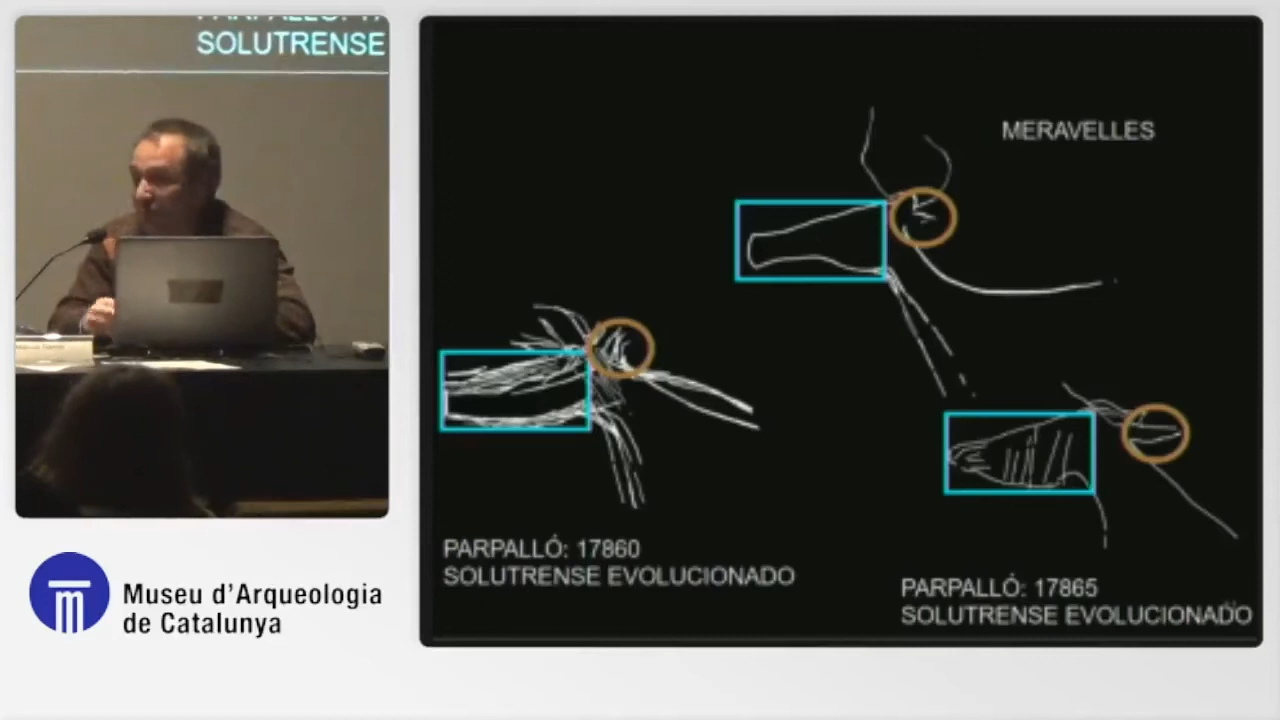 SOLUTRENSE
MERAVELLES
PARPALLÓ: 17860
SOLUTRENSE EVOLUCIONADO
PARPALLÓ: 17865
SOLUTRENSE EVOLUCIONADO
Museu d'Arqueologia
de Catalunya